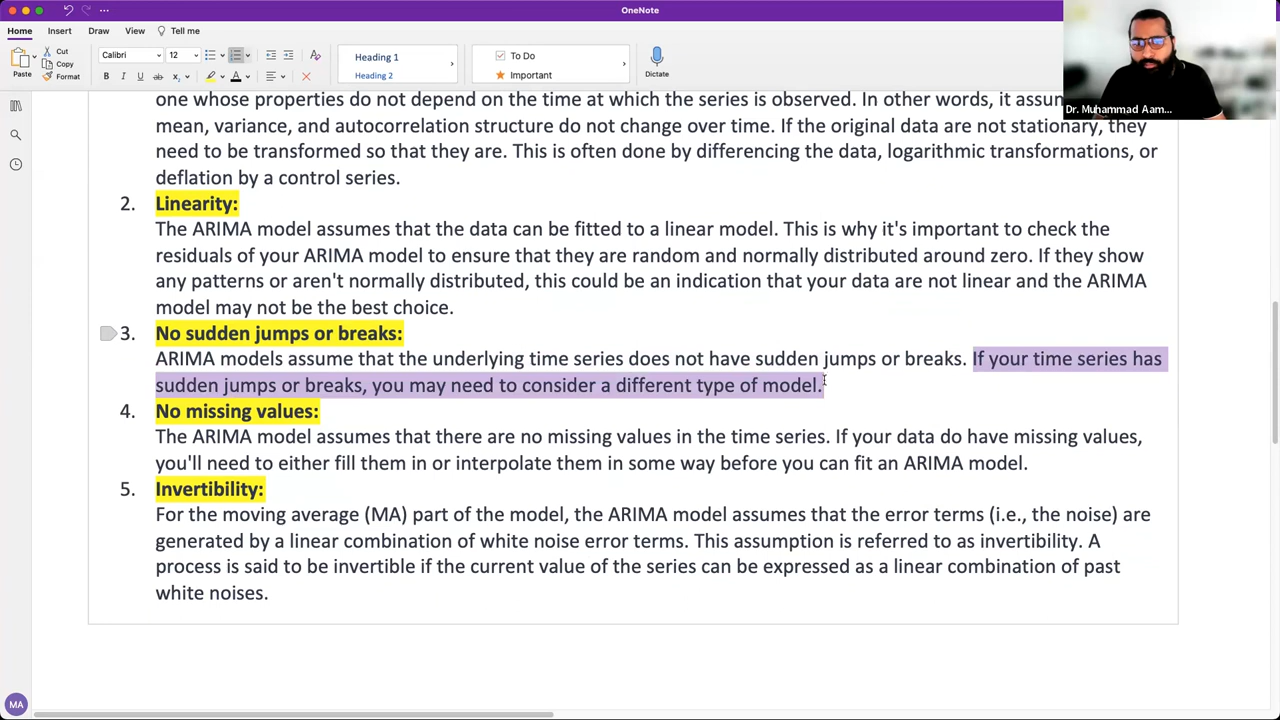 OneNote
Home Insert Draw View Tell me
Paste
Cut
Copy
Format
Calibri 12
B I U ab x
A
Heading 1
Heading 2
To Do
Important
Dictate
Dr. Muhammad Aam...
one whose properties do not depend on the time at which the series is observed. In other words, it assum
mean, variance, and autocorrelation structure do not change over time. If the original data are not stationary, they
need to be transformed so that they are. This is often done by differencing the data, logarithmic transformations, or
deflation by a control series.
2. Linearity:
The ARIMA model assumes that the data can be fitted to a linear model. This is why it's important to check the
residuals of your ARIMA model to ensure that they are random and normally distributed around zero. If they show
any patterns or aren't normally distributed, this could be an indication that your data are not linear and the ARIMA
model may not be the best choice.
3. No sudden jumps or breaks:
ARIMA models assume that the underlying time series does not have sudden jumps or breaks. If your time series has
sudden jumps or breaks, you may need to consider a different type of model.
4. No missing values:
The ARIMA model assumes that there are no missing values in the time series. If your data do have missing values,
you'll need to either fill them in or interpolate them in some way before you can fit an ARIMA model.
5. Invertibility:
For the moving average (MA) part of the model, the ARIMA model assumes that the error terms (i.e., the noise) are
generated by a linear combination of white noise error terms. This assumption is referred to as invertibility. A
process is said to be invertible if the current value of the series can be expressed as a linear combination of past
white noises.
MA